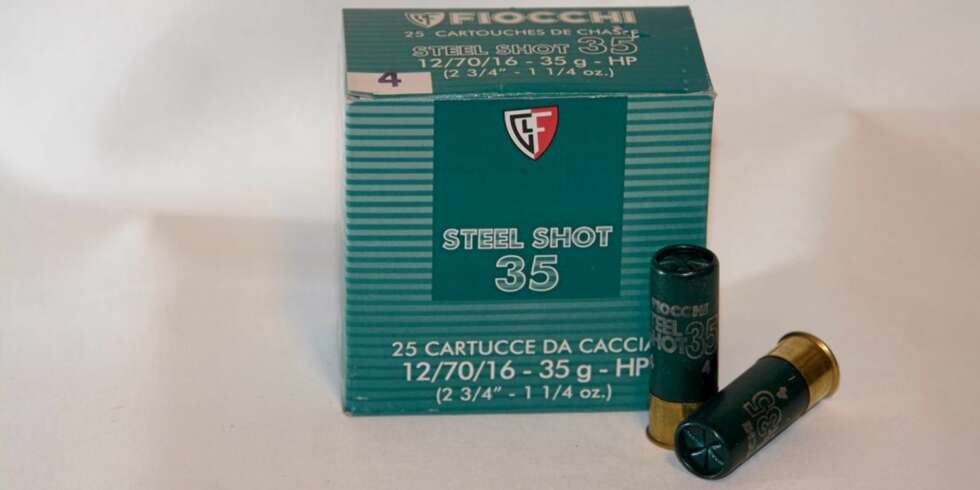 FIOCCHI
25 CARTOUCHES DE CHASSE
STEEL SHOT 35
12/70/16 - 35 g - HP
(2 3/4" - 1 1/4 oz.)
4
CLF
STEEL SHOT
35
25 CARTUCCE DA CACCIA
12/70/16 - 35 g - HP
(2 3/4" - 1 1/4 oz.)
FIOCCHI
STEEL
SHOT 35
4
35
4